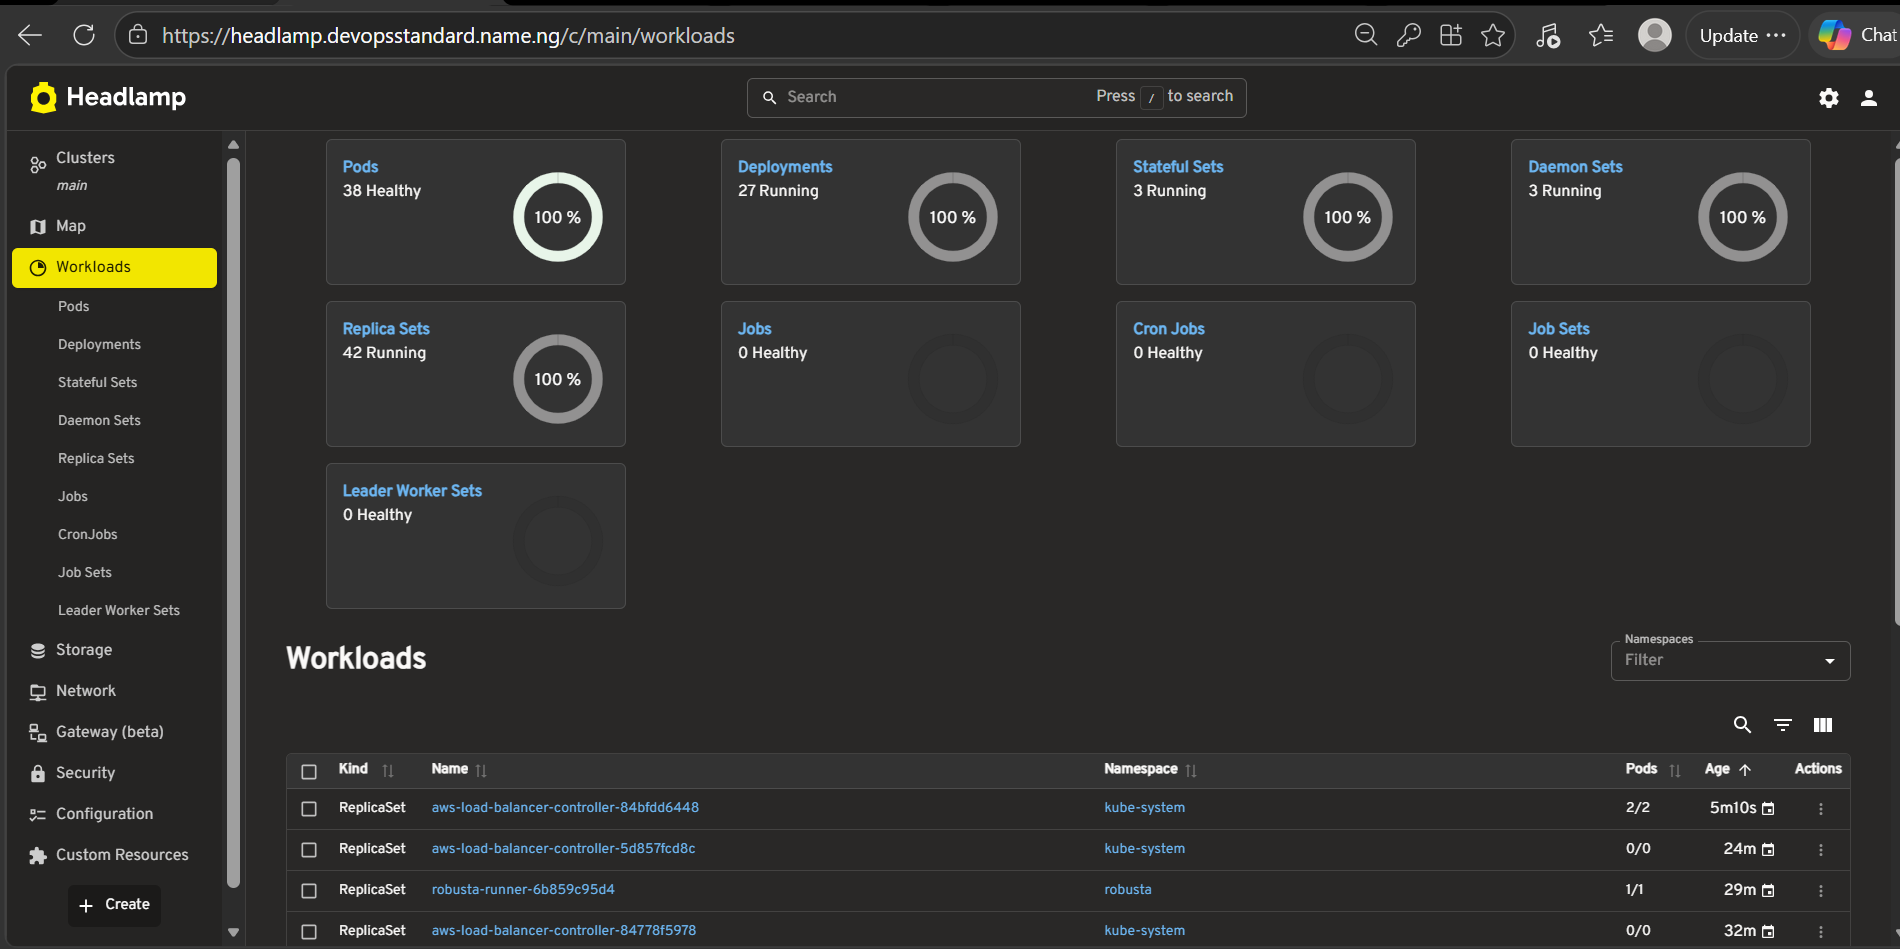 https://headlamp.devopsstandard.name.ng/c/main/workloads
Update
Chat
Headlamp
Search
Press / to search
Clusters
main
Map
Workloads
Pods
Deployments
Stateful Sets
Daemon Sets
Replica Sets
Jobs
CronJobs
Job Sets
Leader Worker Sets
Storage
Network
Gateway (beta)
Security
Configuration
Custom Resources
+ Create
Pods
38 Healthy
100 %
Deployments
27 Running
100 %
Stateful Sets
3 Running
100 %
Daemon Sets
3 Running
100 %
Replica Sets
42 Running
100 %
Jobs
0 Healthy
Cron Jobs
0 Healthy
Job Sets
0 Healthy
Leader Worker Sets
0 Healthy
Workloads
Namespaces
Filter
Kind Name Namespace Pods Age Actions
ReplicaSet aws-load-balancer-controller-84bfdd6448 kube-system 2/2 5m10s
ReplicaSet aws-load-balancer-controller-5d857fcd8c kube-system 0/0 24m
ReplicaSet robusta-runner-6b859c95d4 robusta 1/1 29m
ReplicaSet aws-load-balancer-controller-84778f5978 kube-system 0/0 32m